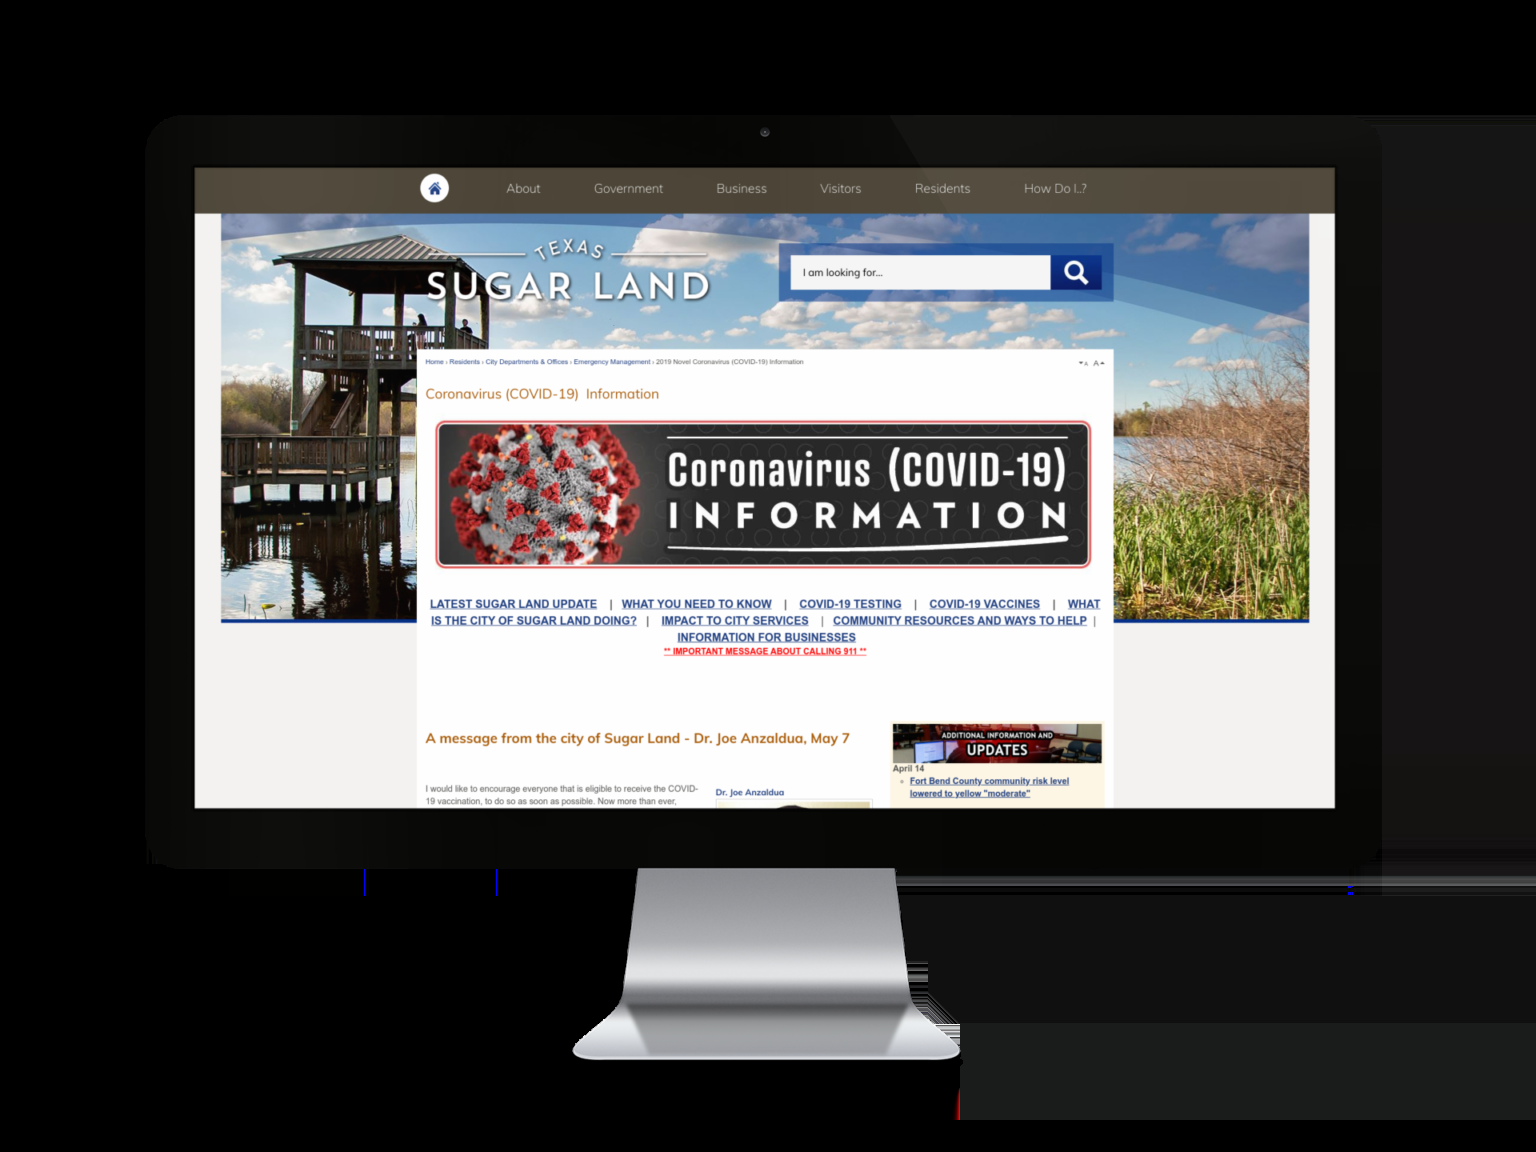 About Government Business Visitors Residents How Do I..?
TEXAS
SUGAR LAND
I am looking for...
Home › Residents › City Departments & Offices › Emergency Management › 2019 Novel Coronavirus (COVID-19) Information
A A
Coronavirus (COVID-19) Information
Coronavirus (COVID-19)
INFORMATION
LATEST SUGAR LAND UPDATE | WHAT YOU NEED TO KNOW | COVID-19 TESTING | COVID-19 VACCINES | WHAT
IS THE CITY OF SUGAR LAND DOING? | IMPACT TO CITY SERVICES | COMMUNITY RESOURCES AND WAYS TO HELP |
INFORMATION FOR BUSINESSES
** IMPORTANT MESSAGE ABOUT CALLING 911 **
A message from the city of Sugar Land - Dr. Joe Anzaldua, May 7
I would like to encourage everyone that is eligible to receive the COVID-
19 vaccination, to do so as soon as possible. Now more than ever,
Dr. Joe Anzaldua
ADDITIONAL INFORMATION AND
UPDATES
April 14
Fort Bend County community risk level
lowered to yellow "moderate"